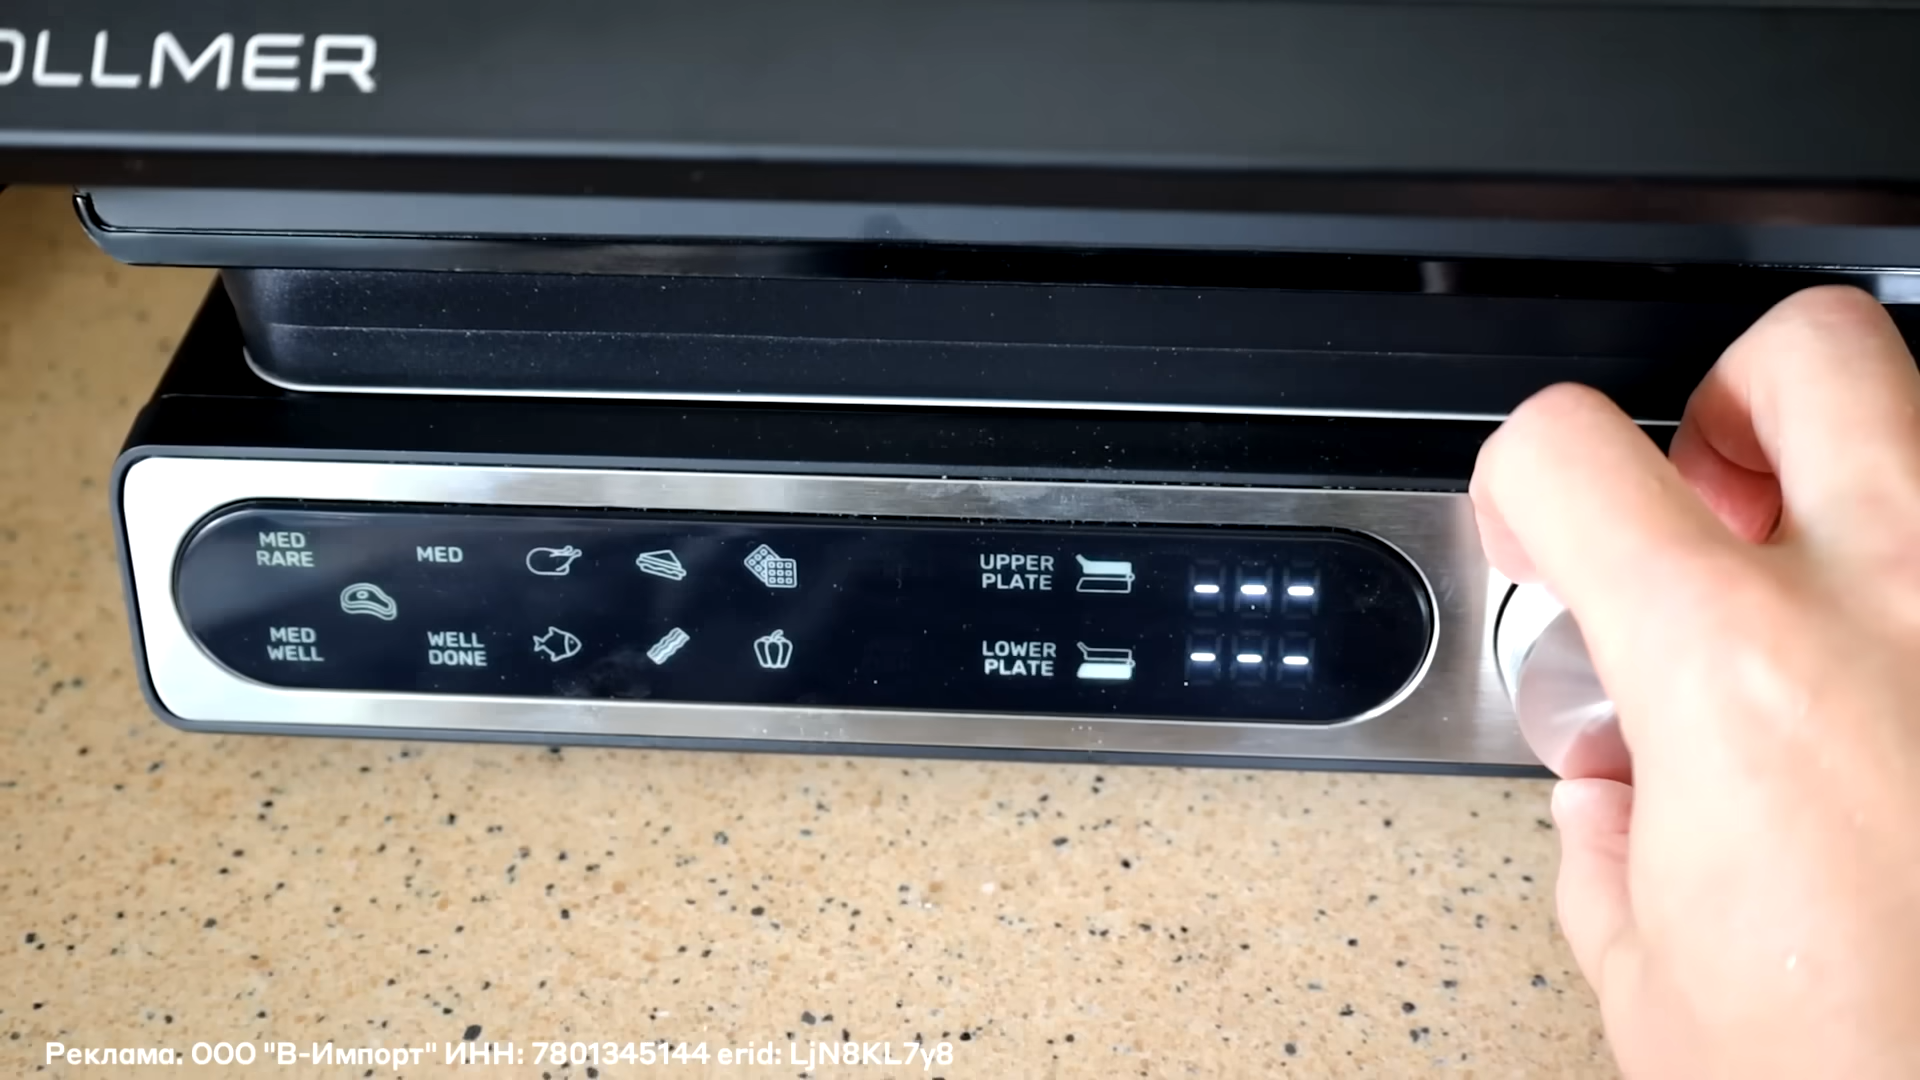 OLLMER
MED
RARE
MED
MED
WELL
WELL
DONE
UPPER
PLATE
LOWER
PLATE
- - -
- - -
Реклама. ООО "В-Импорт" ИНН: 7801345144 erid: LjN8KL7y8